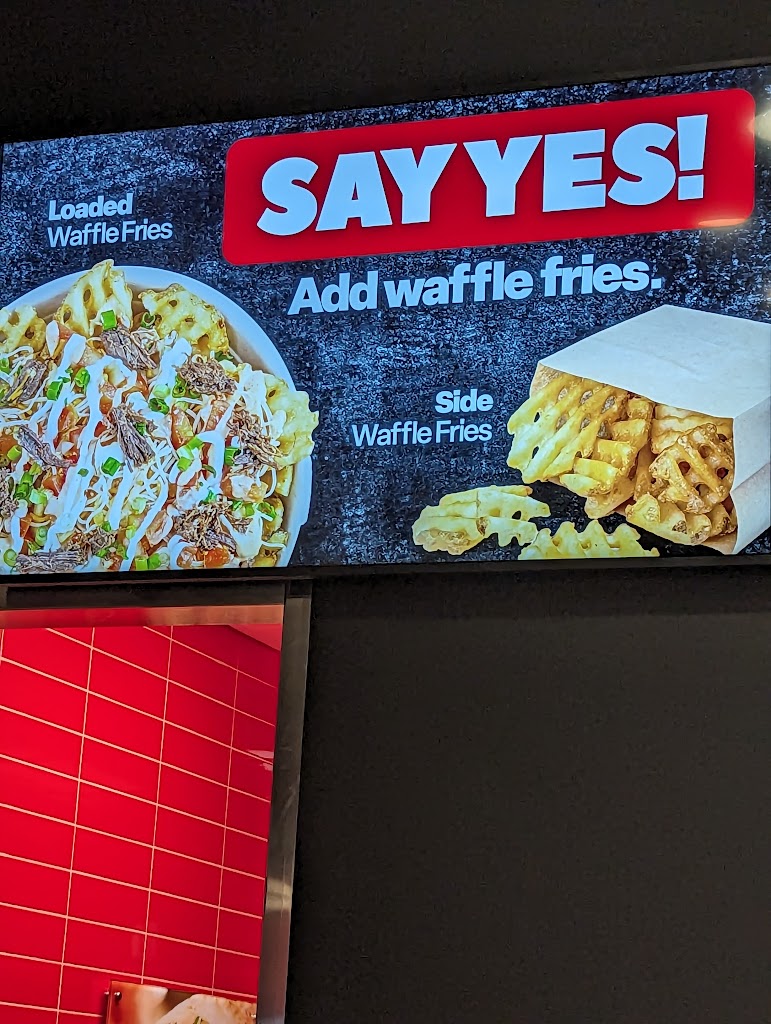 SAY YES!
Add waffle fries.
Loaded
Waffle Fries
Side
Waffle Fries